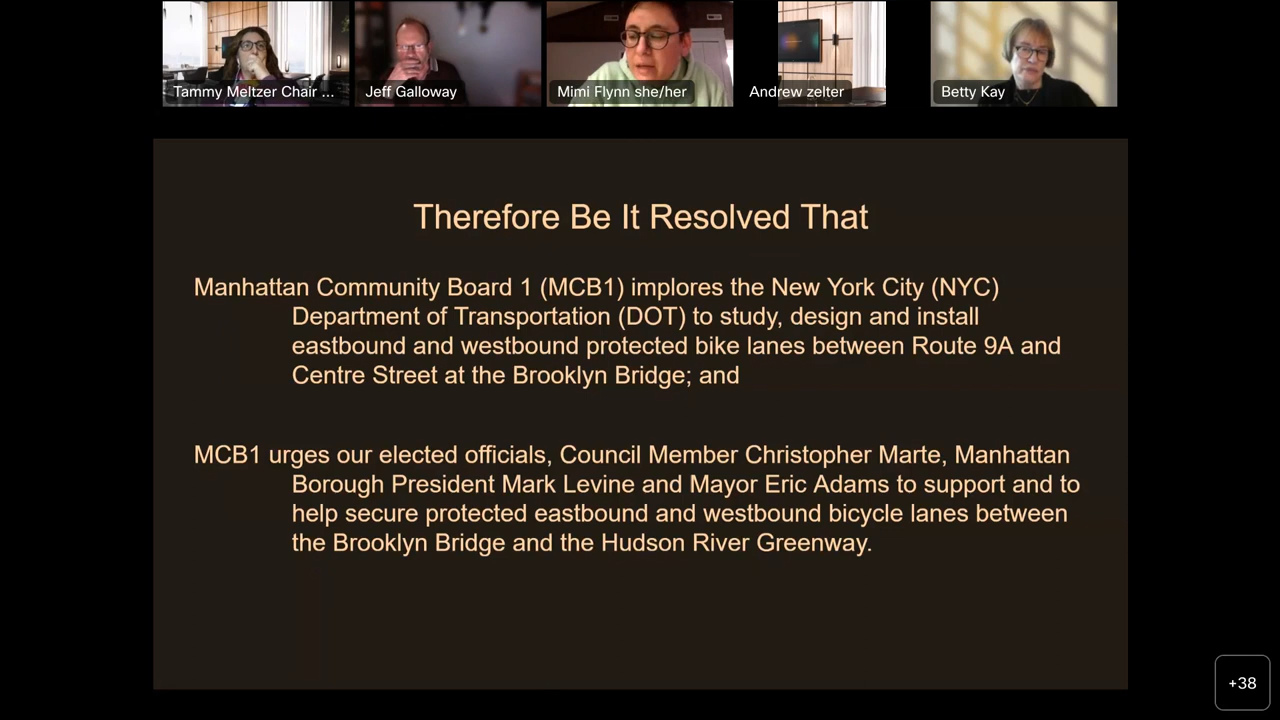 Tammy Meltzer Chair ...
Jeff Galloway
Mimi Flynn she/her
Andrew zelter
Betty Kay
Therefore Be It Resolved That
Manhattan Community Board 1 (MCB1) implores the New York City (NYC)
Department of Transportation (DOT) to study, design and install
eastbound and westbound protected bike lanes between Route 9A and
Centre Street at the Brooklyn Bridge; and
MCB1 urges our elected officials, Council Member Christopher Marte, Manhattan
Borough President Mark Levine and Mayor Eric Adams to support and to
help secure protected eastbound and westbound bicycle lanes between
the Brooklyn Bridge and the Hudson River Greenway.
+38